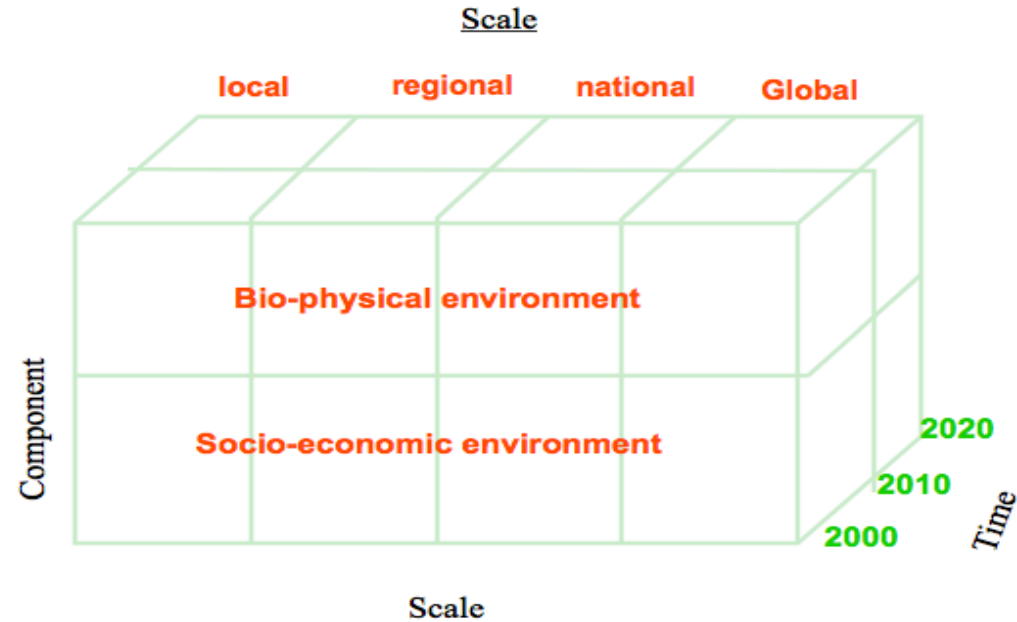 Scale
local regional national Global
Bio-physical environment
Component
Socio-economic environment
2020
2010
2000
Time
Scale